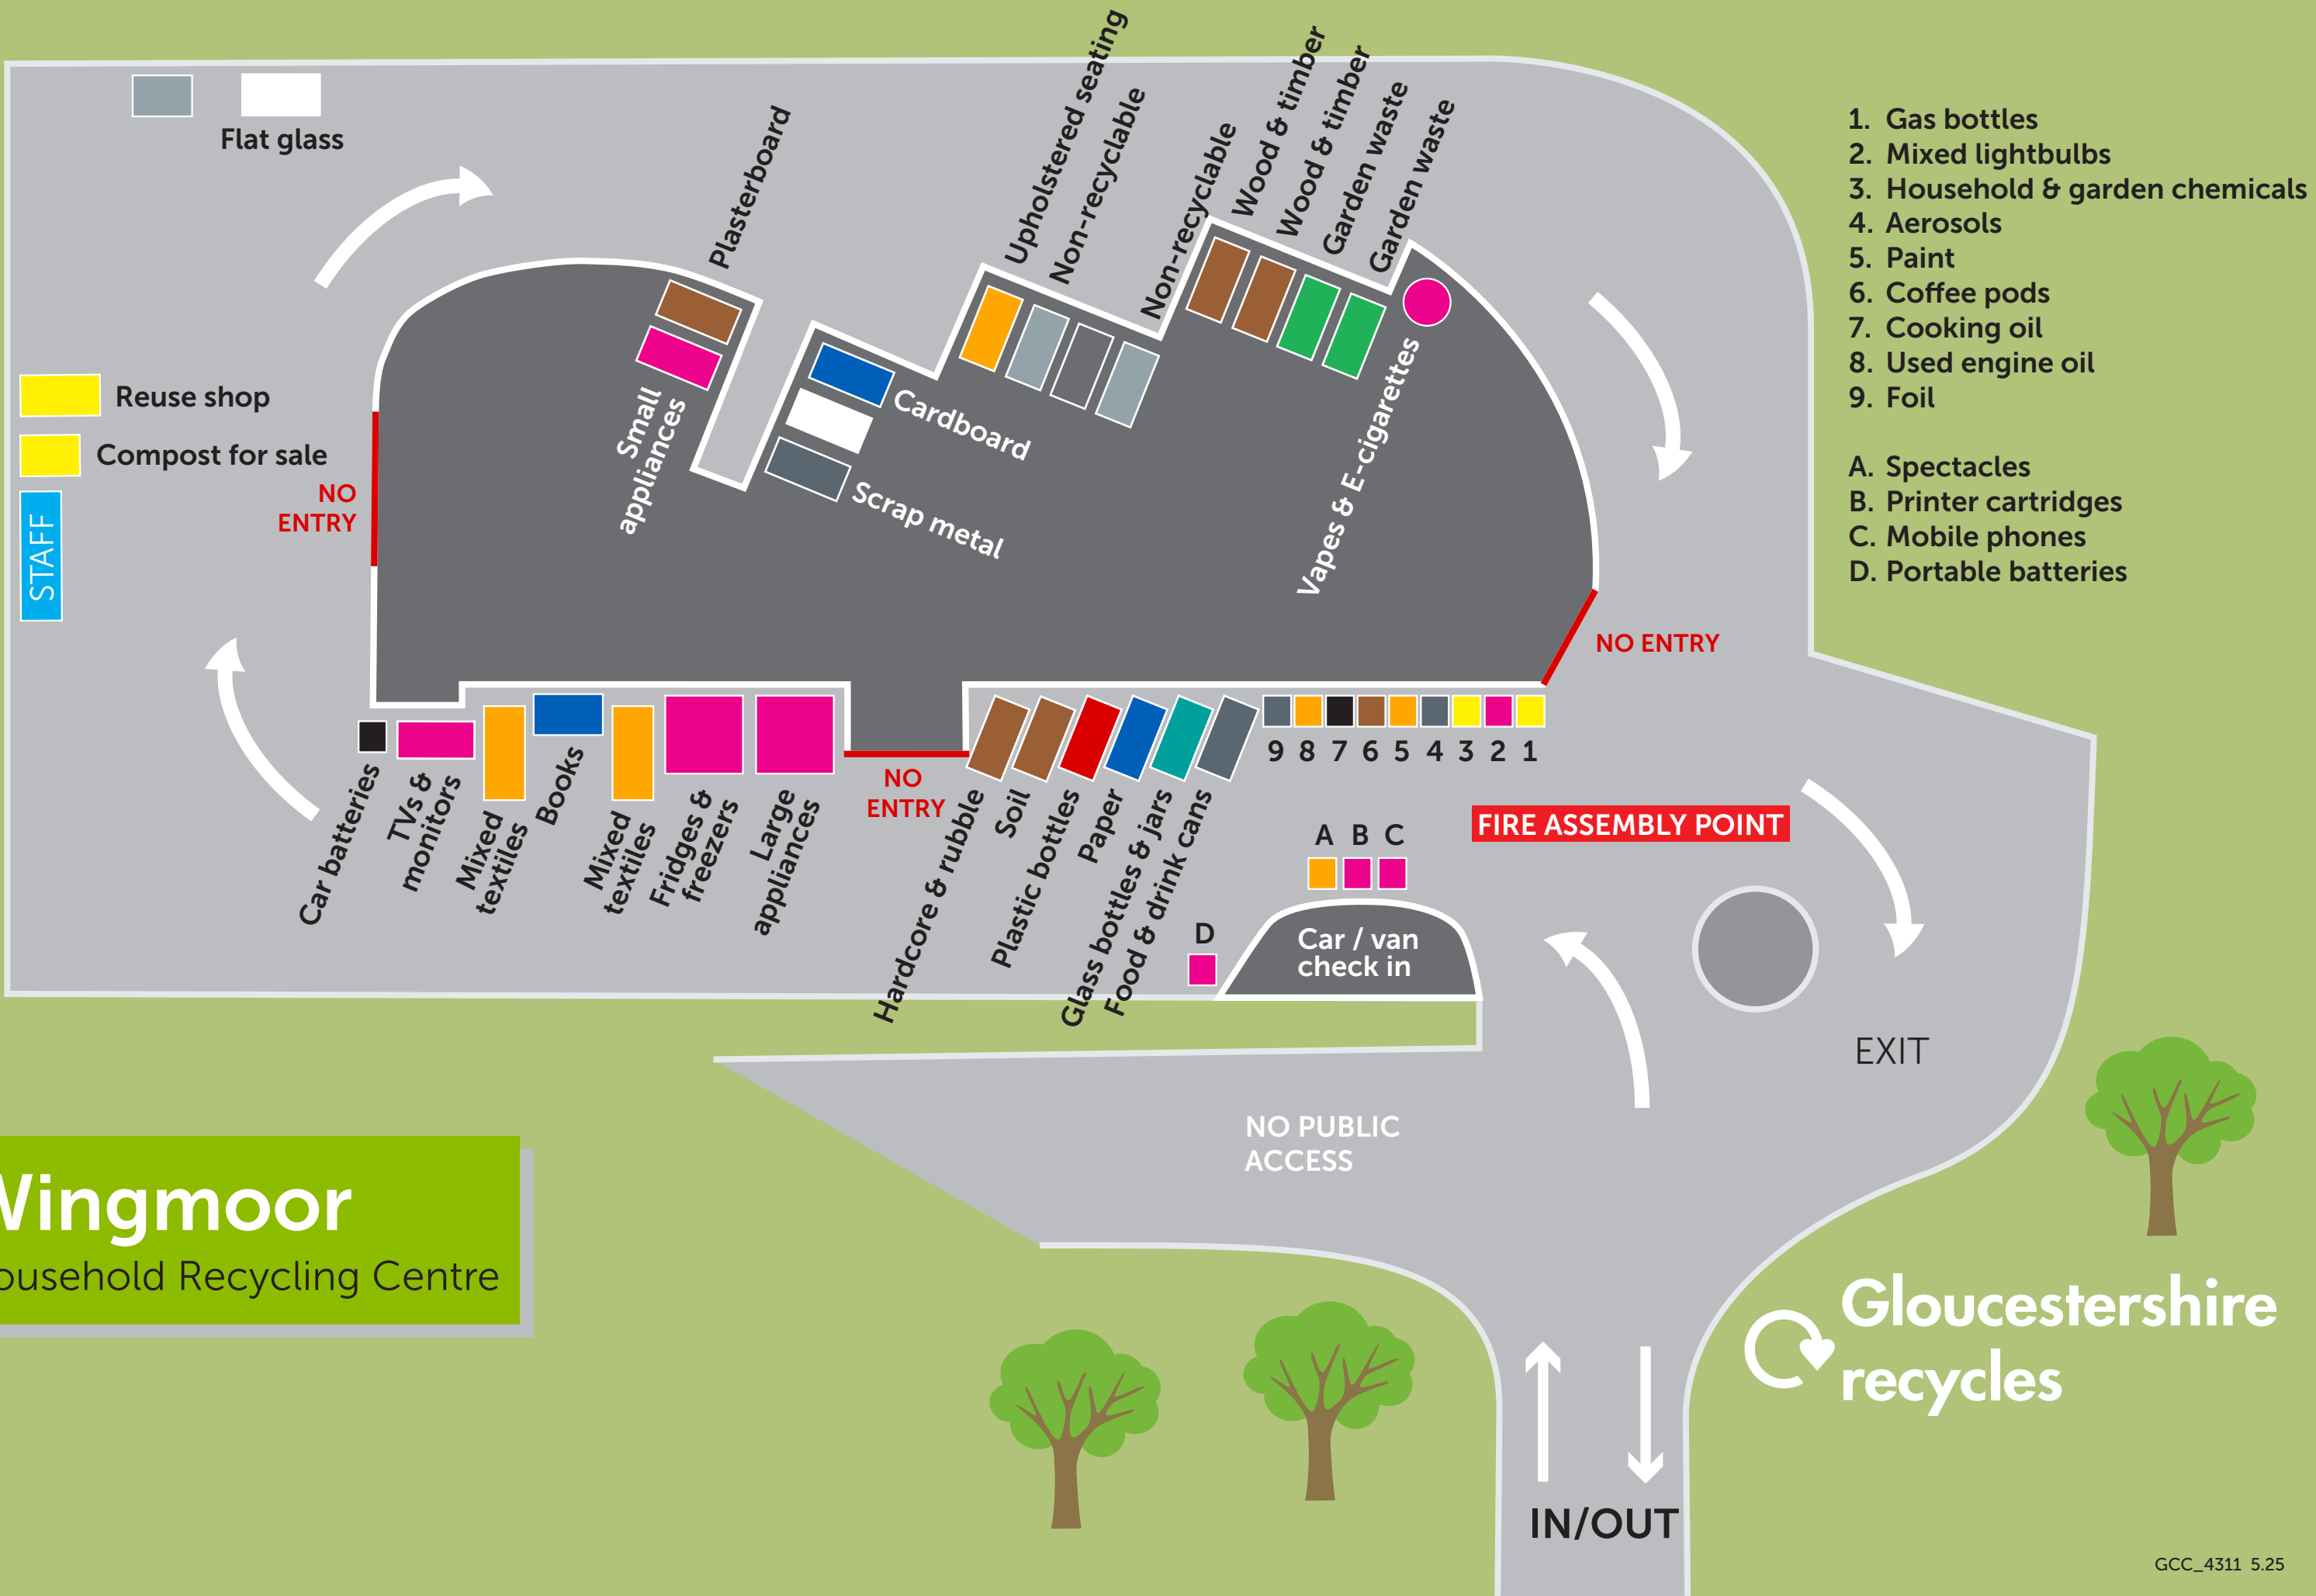 Flat glass
Plasterboard
Upholstered seating
Non-recyclable
Non-recyclable
Wood & timber
Wood & timber
Garden waste
Garden waste
1. Gas bottles
2. Mixed lightbulbs
3. Household & garden chemicals
4. Aerosols
5. Paint
6. Coffee pods
7. Cooking oil
8. Used engine oil
9. Foil
A. Spectacles
B. Printer cartridges
C. Mobile phones
D. Portable batteries
Reuse shop
Compost for sale
STAFF
NO
ENTRY
Small
appliances
Cardboard
Scrap metal
Vapes & E-cigarettes
NO ENTRY
Car batteries
TVs &
monitors
Mixed
textiles
Books
Mixed
textiles
Fridges &
freezers
Large
appliances
NO
ENTRY
Hardcore & rubble
Soil
Plastic bottles
Paper
Glass bottles & jars
Food & drink cans
9 8 7 6 5 4 3 2 1
FIRE ASSEMBLY POINT
A B C
D
Car / van
check in
EXIT
NO PUBLIC
ACCESS
Wingmoor
ousehold Recycling Centre
Gloucestershire
recycles
IN/OUT
GCC_4311 5.25